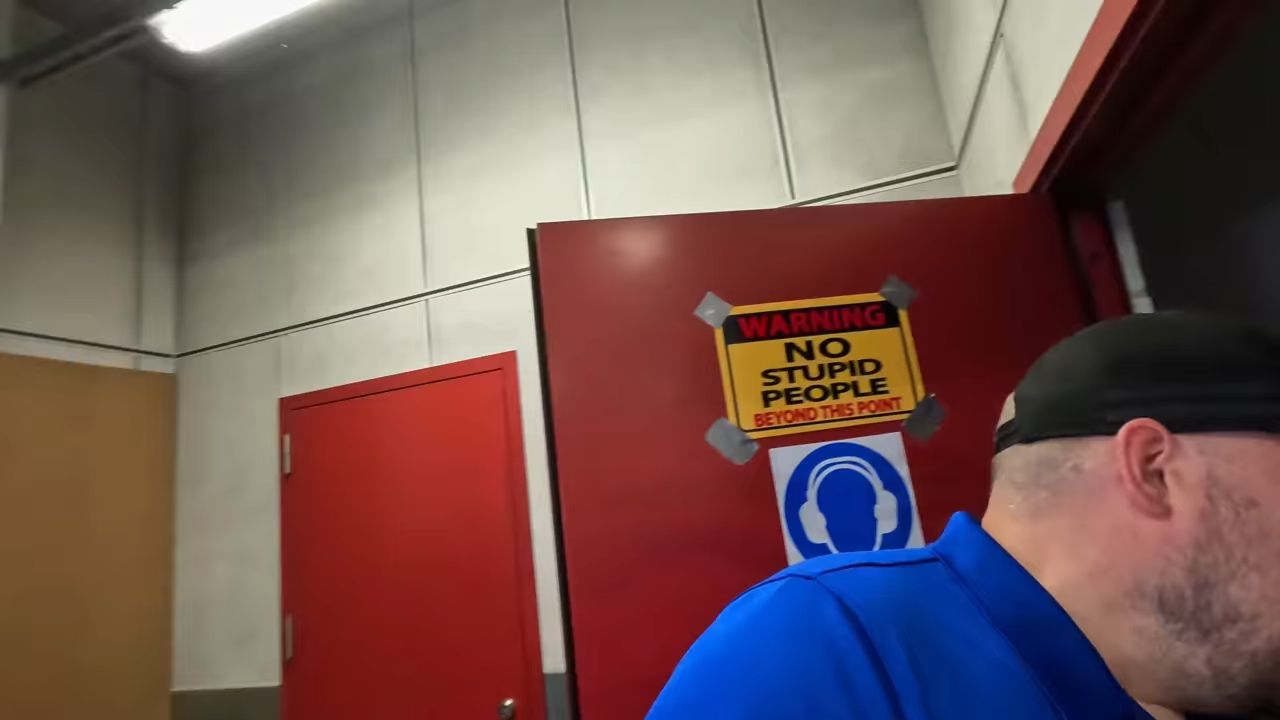 WARNING
NO
STUPID
PEOPLE
BEYOND THIS POINT